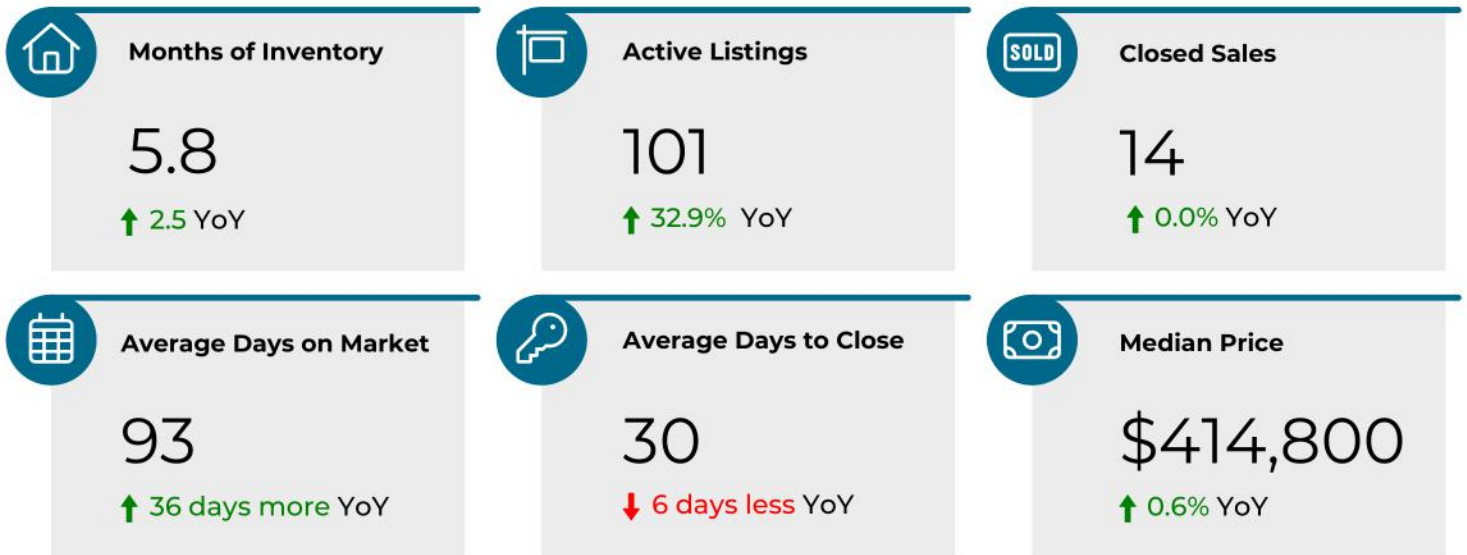 Months of Inventory
5.8
↑ 2.5 YoY
Active Listings
101
↑ 32.9% YoY
SOLD
Closed Sales
14
↑ 0.0% YoY
Average Days on Market
93
↑ 36 days more YoY
Average Days to Close
30
↓ 6 days less YoY
Median Price
$414,800
↑ 0.6% YoY